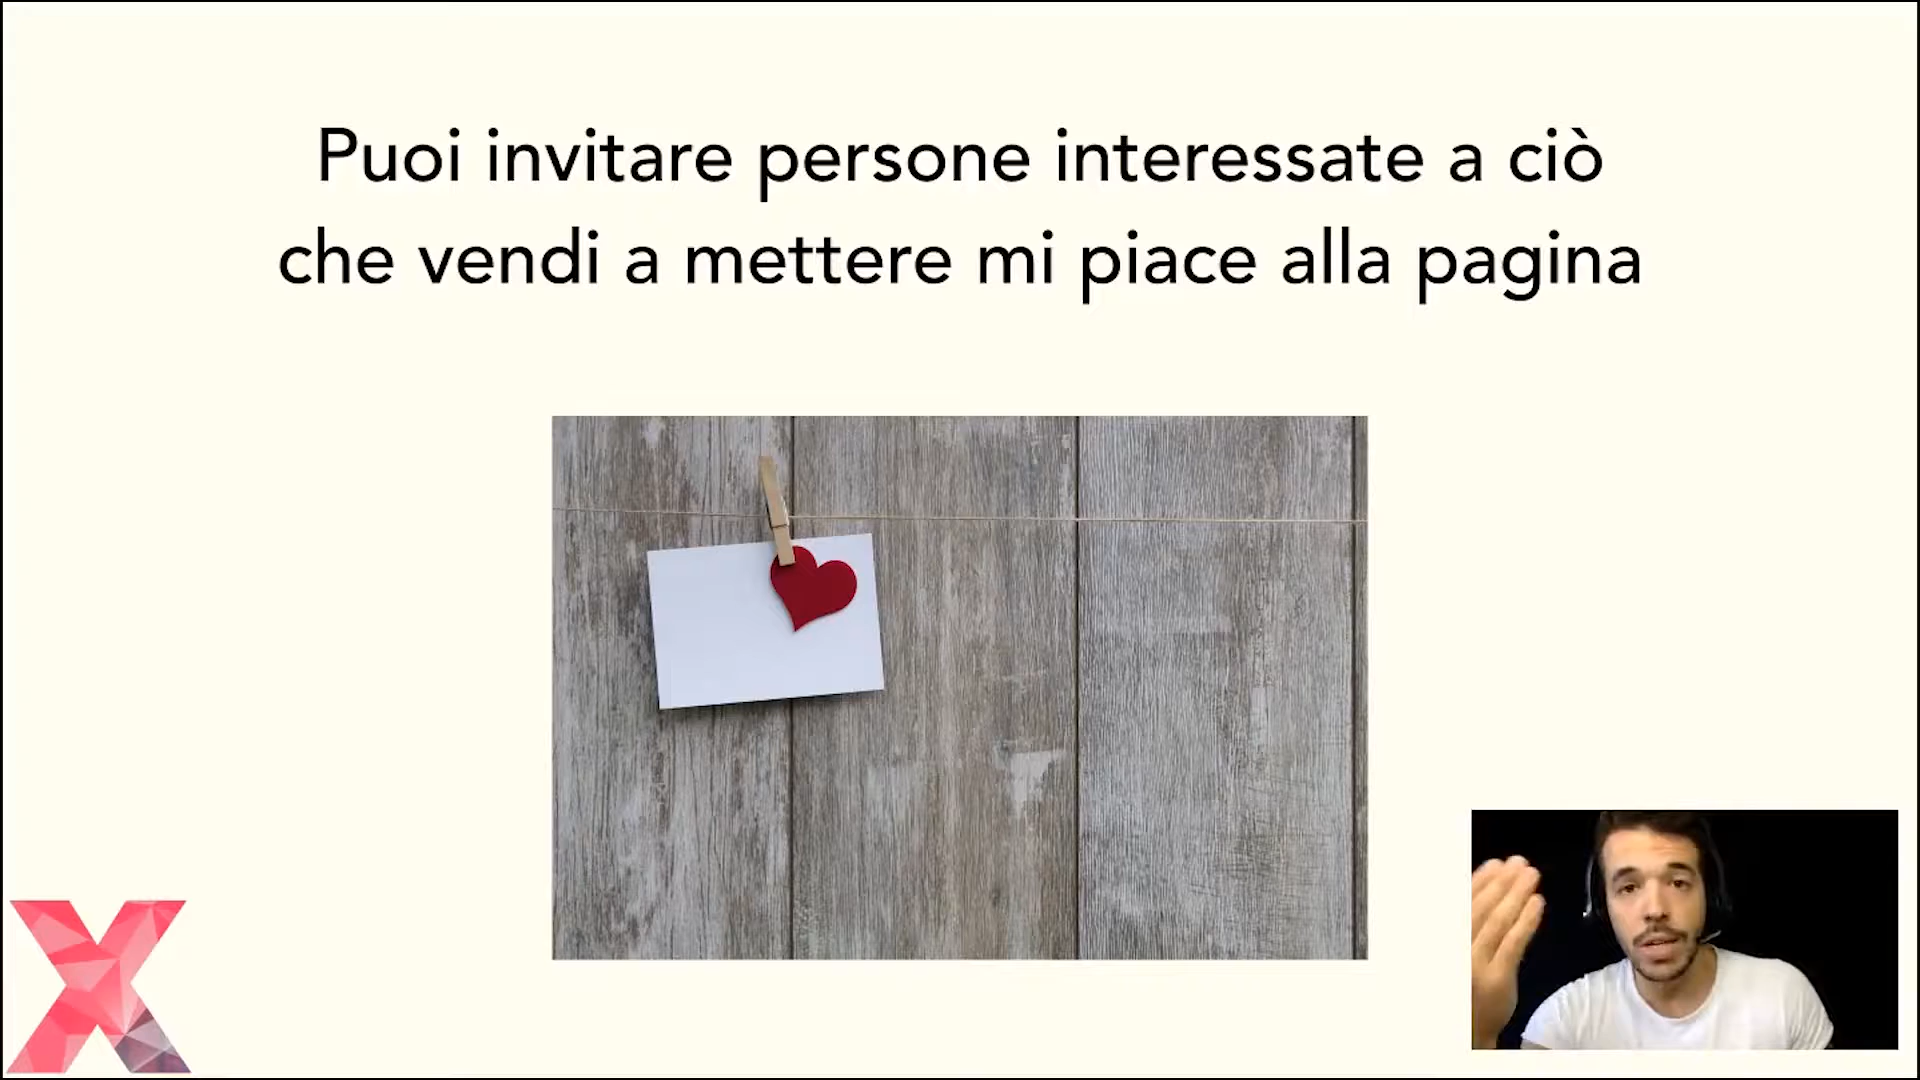 Puoi invitare persone interessate a ciò
che vendi a mettere mi piace alla pagina